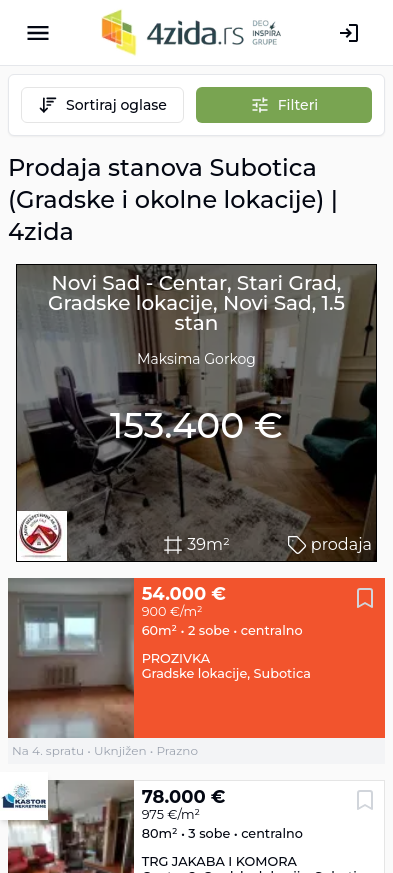 4zida.rs
DEO
INSPIRA
GRUPE
Sortiraj oglase
Filteri
Prodaja stanova Subotica
(Gradske i okolne lokacije) |
4zida
Novi Sad - Centar, Stari Grad,
Gradske lokacije, Novi Sad, 1.5
stan
Maksima Gorkog
153.400 €
39m²
prodaja
54.000 €
900 €/m²
60m² • 2 sobe • centralno
PROZIVKA
Gradske lokacije, Subotica
Na 4. spratu • Uknjižen • Prazno
KASTOR
NEKRETNINE
78.000 €
975 €/m²
80m² • 3 sobe • centralno
TRG JAKABA I KOMORA